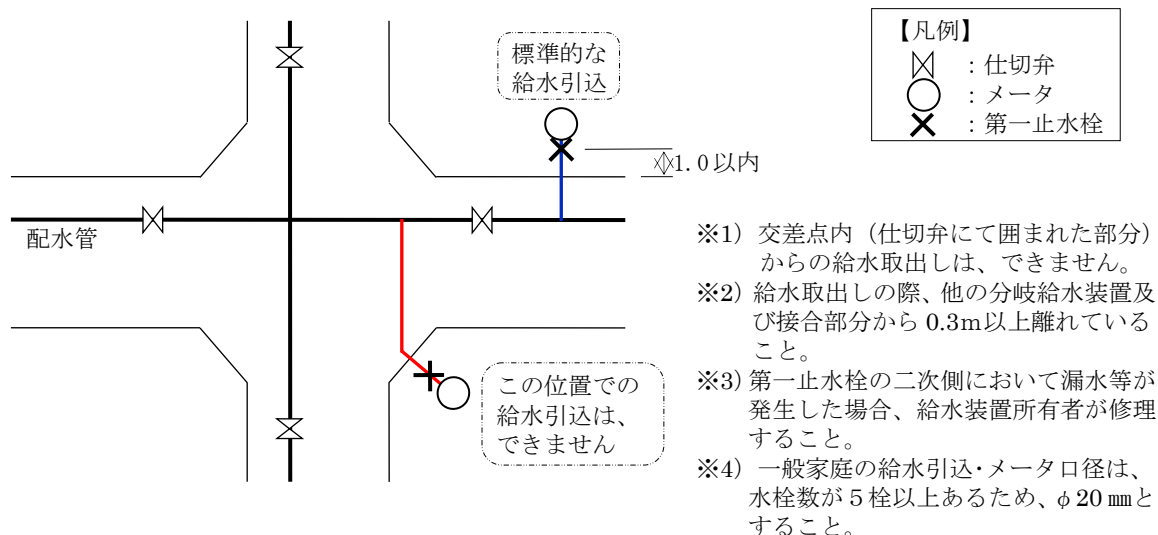 標準的な
給水引込
【凡例】
：仕切弁
：メータ
：第一止水栓
1.0以内
配水管
この位置での
給水引込は、
できません
※1）交差点内（仕切弁にて囲まれた部分）
からの給水取出しは、できません。
※2）給水取出しの際、他の分岐給水装置及
び接合部分から 0.3m以上離れている
こと。
※3）第一止水栓の二次側において漏水等が
発生した場合、給水装置所有者が修理
すること。
※4）一般家庭の給水引込・メータ口径は、
水栓数が５栓以上あるため、φ20 ㎜と
すること。